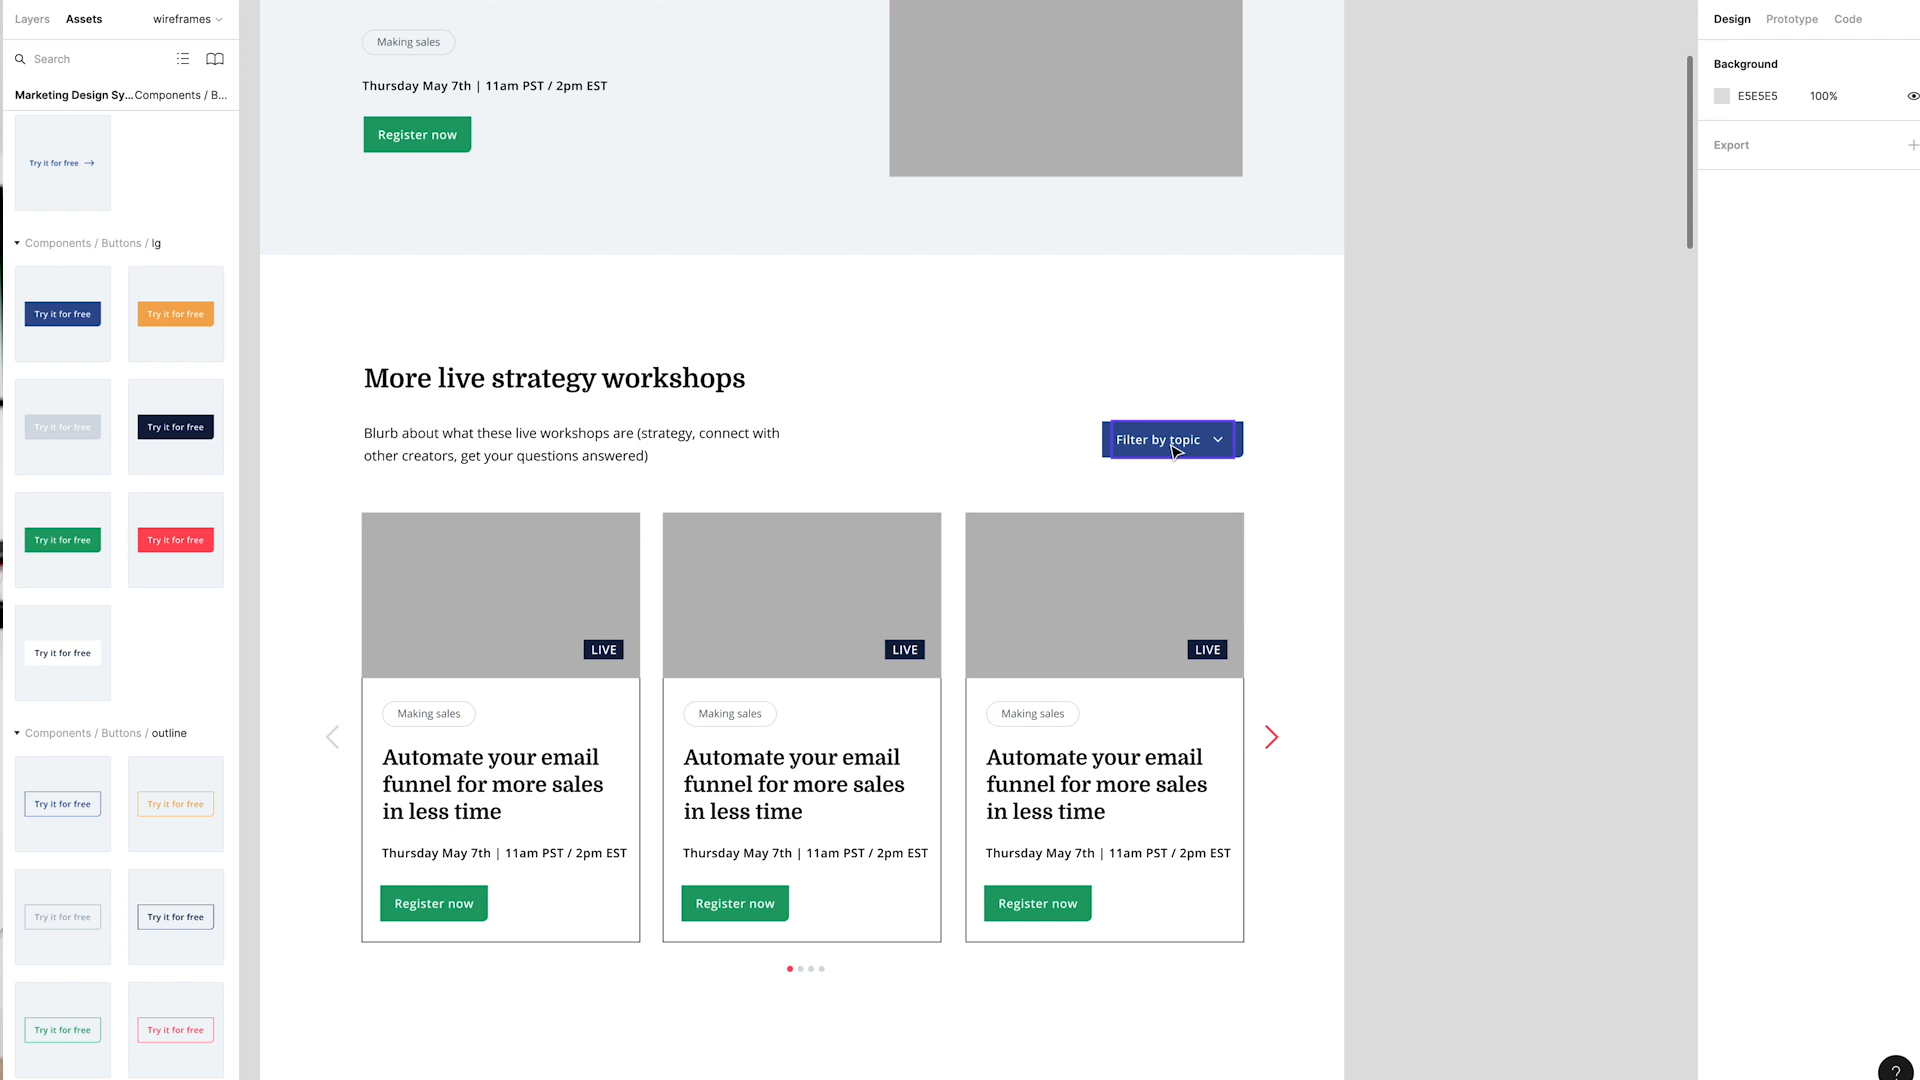 Layers Assets wireframes
Search
Marketing Design Sy... Components / B...
Try it for free →
Components / Buttons / lg
Try it for free Try it for free
Try it for free Try it for free
Try it for free Try it for free
Try it for free
Components / Buttons / outline
Try it for free Try it for free
Try it for free Try it for free
Try it for free Try it for free
Making sales
Thursday May 7th | 11am PST / 2pm EST
Register now
More live strategy workshops
Blurb about what these live workshops are (strategy, connect with
other creators, get your questions answered)
Filter by topic
LIVE
Making sales
Automate your email
funnel for more sales
in less time
Thursday May 7th | 11am PST / 2pm EST
Register now
LIVE
Making sales
Automate your email
funnel for more sales
in less time
Thursday May 7th | 11am PST / 2pm EST
Register now
LIVE
Making sales
Automate your email
funnel for more sales
in less time
Thursday May 7th | 11am PST / 2pm EST
Register now
Design Prototype Code
Background
E5E5E5 100%
Export
?